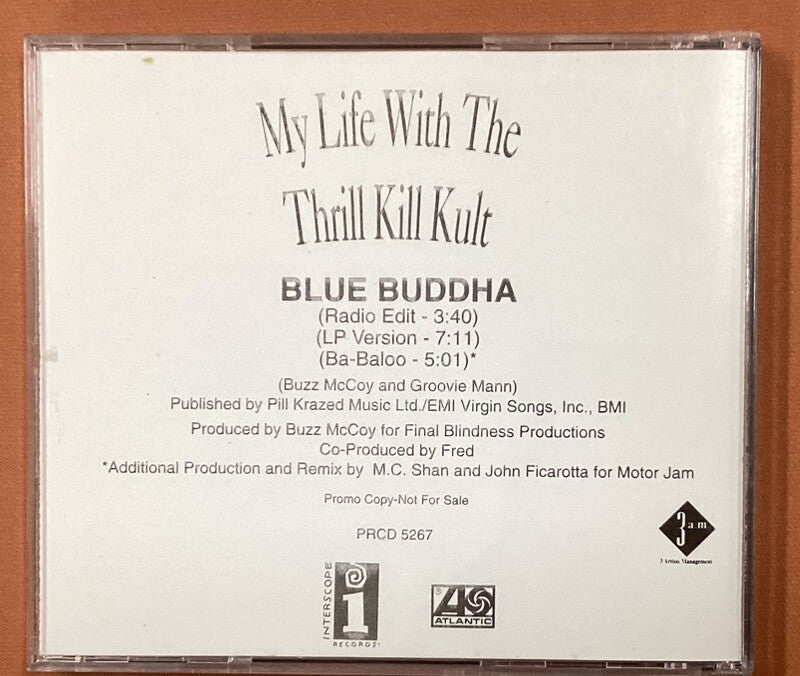 My Life With The
Thrill Kill Kult
BLUE BUDDHA
(Radio Edit - 3:40)
(LP Version - 7:11)
(Ba-Baloo - 5:01)*
(Buzz McCoy and Groovie Mann)
Published by Pill Krazed Music Ltd./EMI Virgin Songs, Inc., BMI
Produced by Buzz McCoy for Final Blindness Productions
Co-Produced by Fred
*Additional Production and Remix by M.C. Shan and John Ficarotta for Motor Jam
Promo Copy-Not For Sale
PRCD 5267
3 a.m
3 Artists Management
INTERSCOPE
i
RECORDS
ATLANTIC